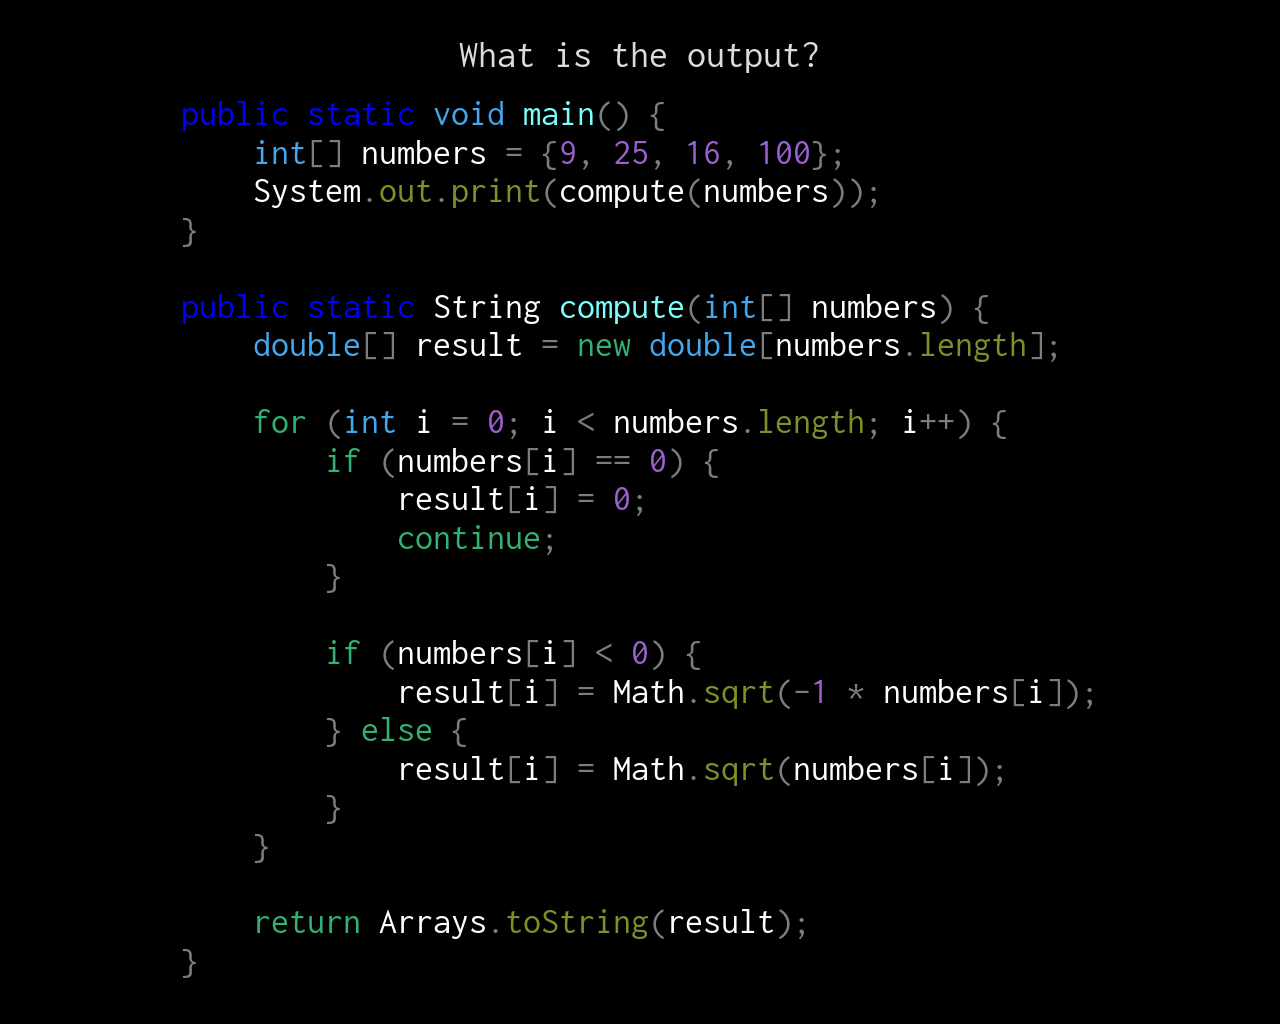 What is the output?
public static void main() {
    int[] numbers = {9, 25, 16, 100};
    System.out.print(compute(numbers));
}

public static String compute(int[] numbers) {
    double[] result = new double[numbers.length];

    for (int i = 0; i < numbers.length; i++) {
        if (numbers[i] == 0) {
            result[i] = 0;
            continue;
        }

        if (numbers[i] < 0) {
            result[i] = Math.sqrt(-1 * numbers[i]);
        } else {
            result[i] = Math.sqrt(numbers[i]);
        }
    }

    return Arrays.toString(result);
}